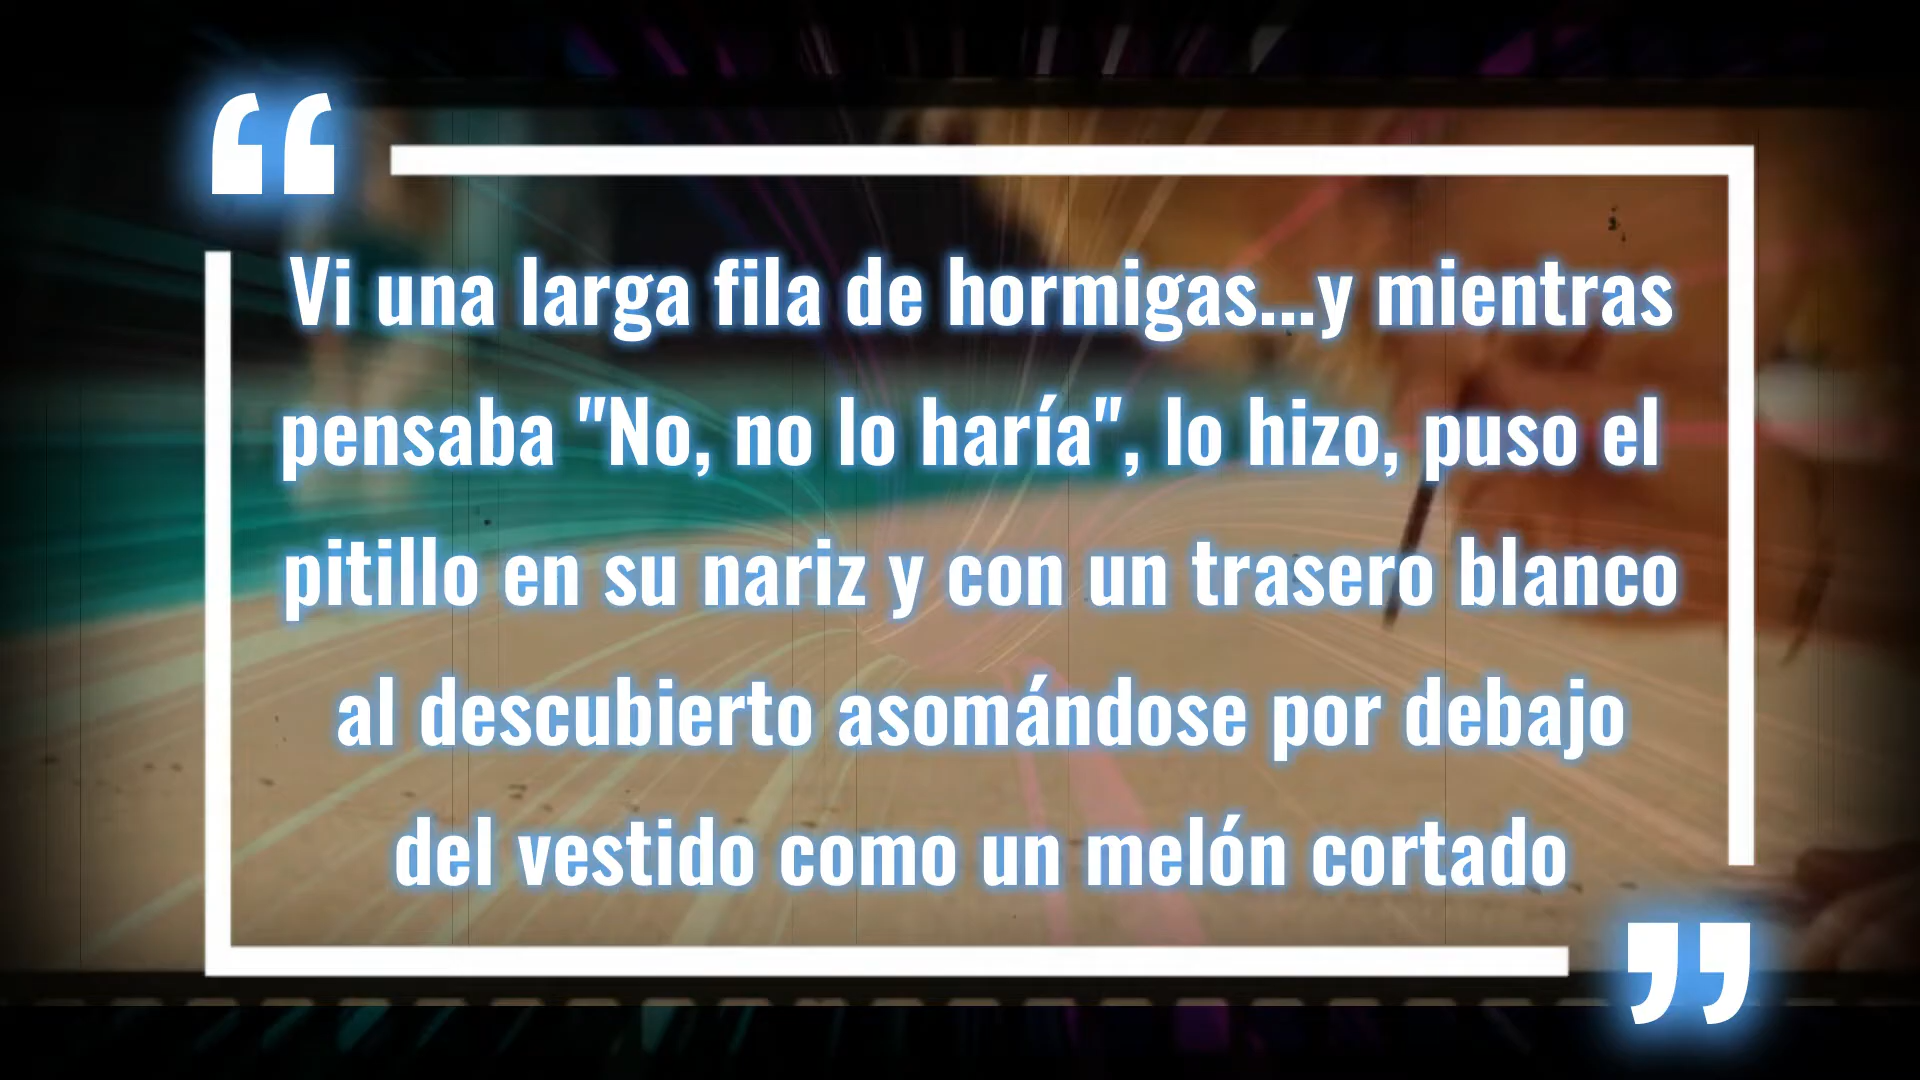 “
Vi una larga fila de hormigas...y mientras
pensaba "No, no lo haría", lo hizo, puso el
pitillo en su nariz y con un trasero blanco
al descubierto asomándose por debajo
del vestido como un melón cortado
”